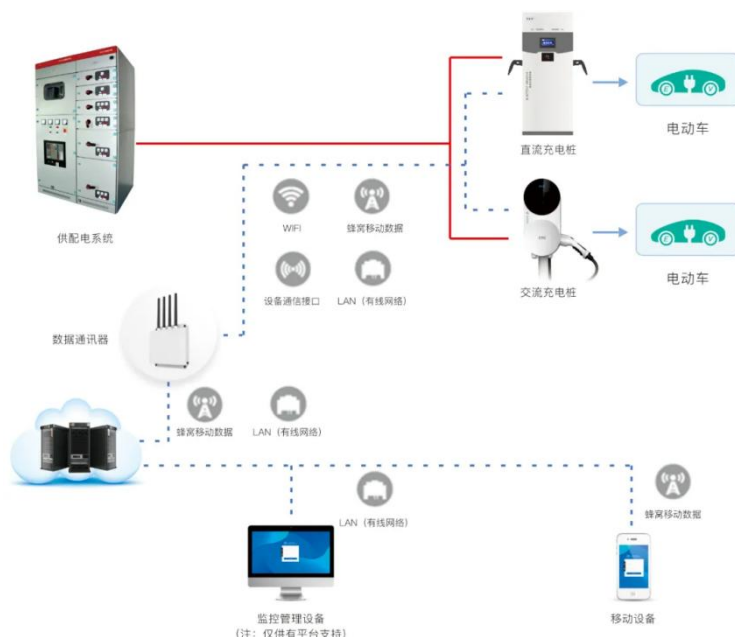 直流充电桩
电动车
供配电系统
WIFI
蜂窝移动数据
设备通信接口
LAN（有线网络）
交流充电桩
电动车
数据通讯器
蜂窝移动数据
LAN（有线网络）
LAN（有线网络）
蜂窝移动数据
监控管理设备
（注：仅供有平台支持）
移动设备